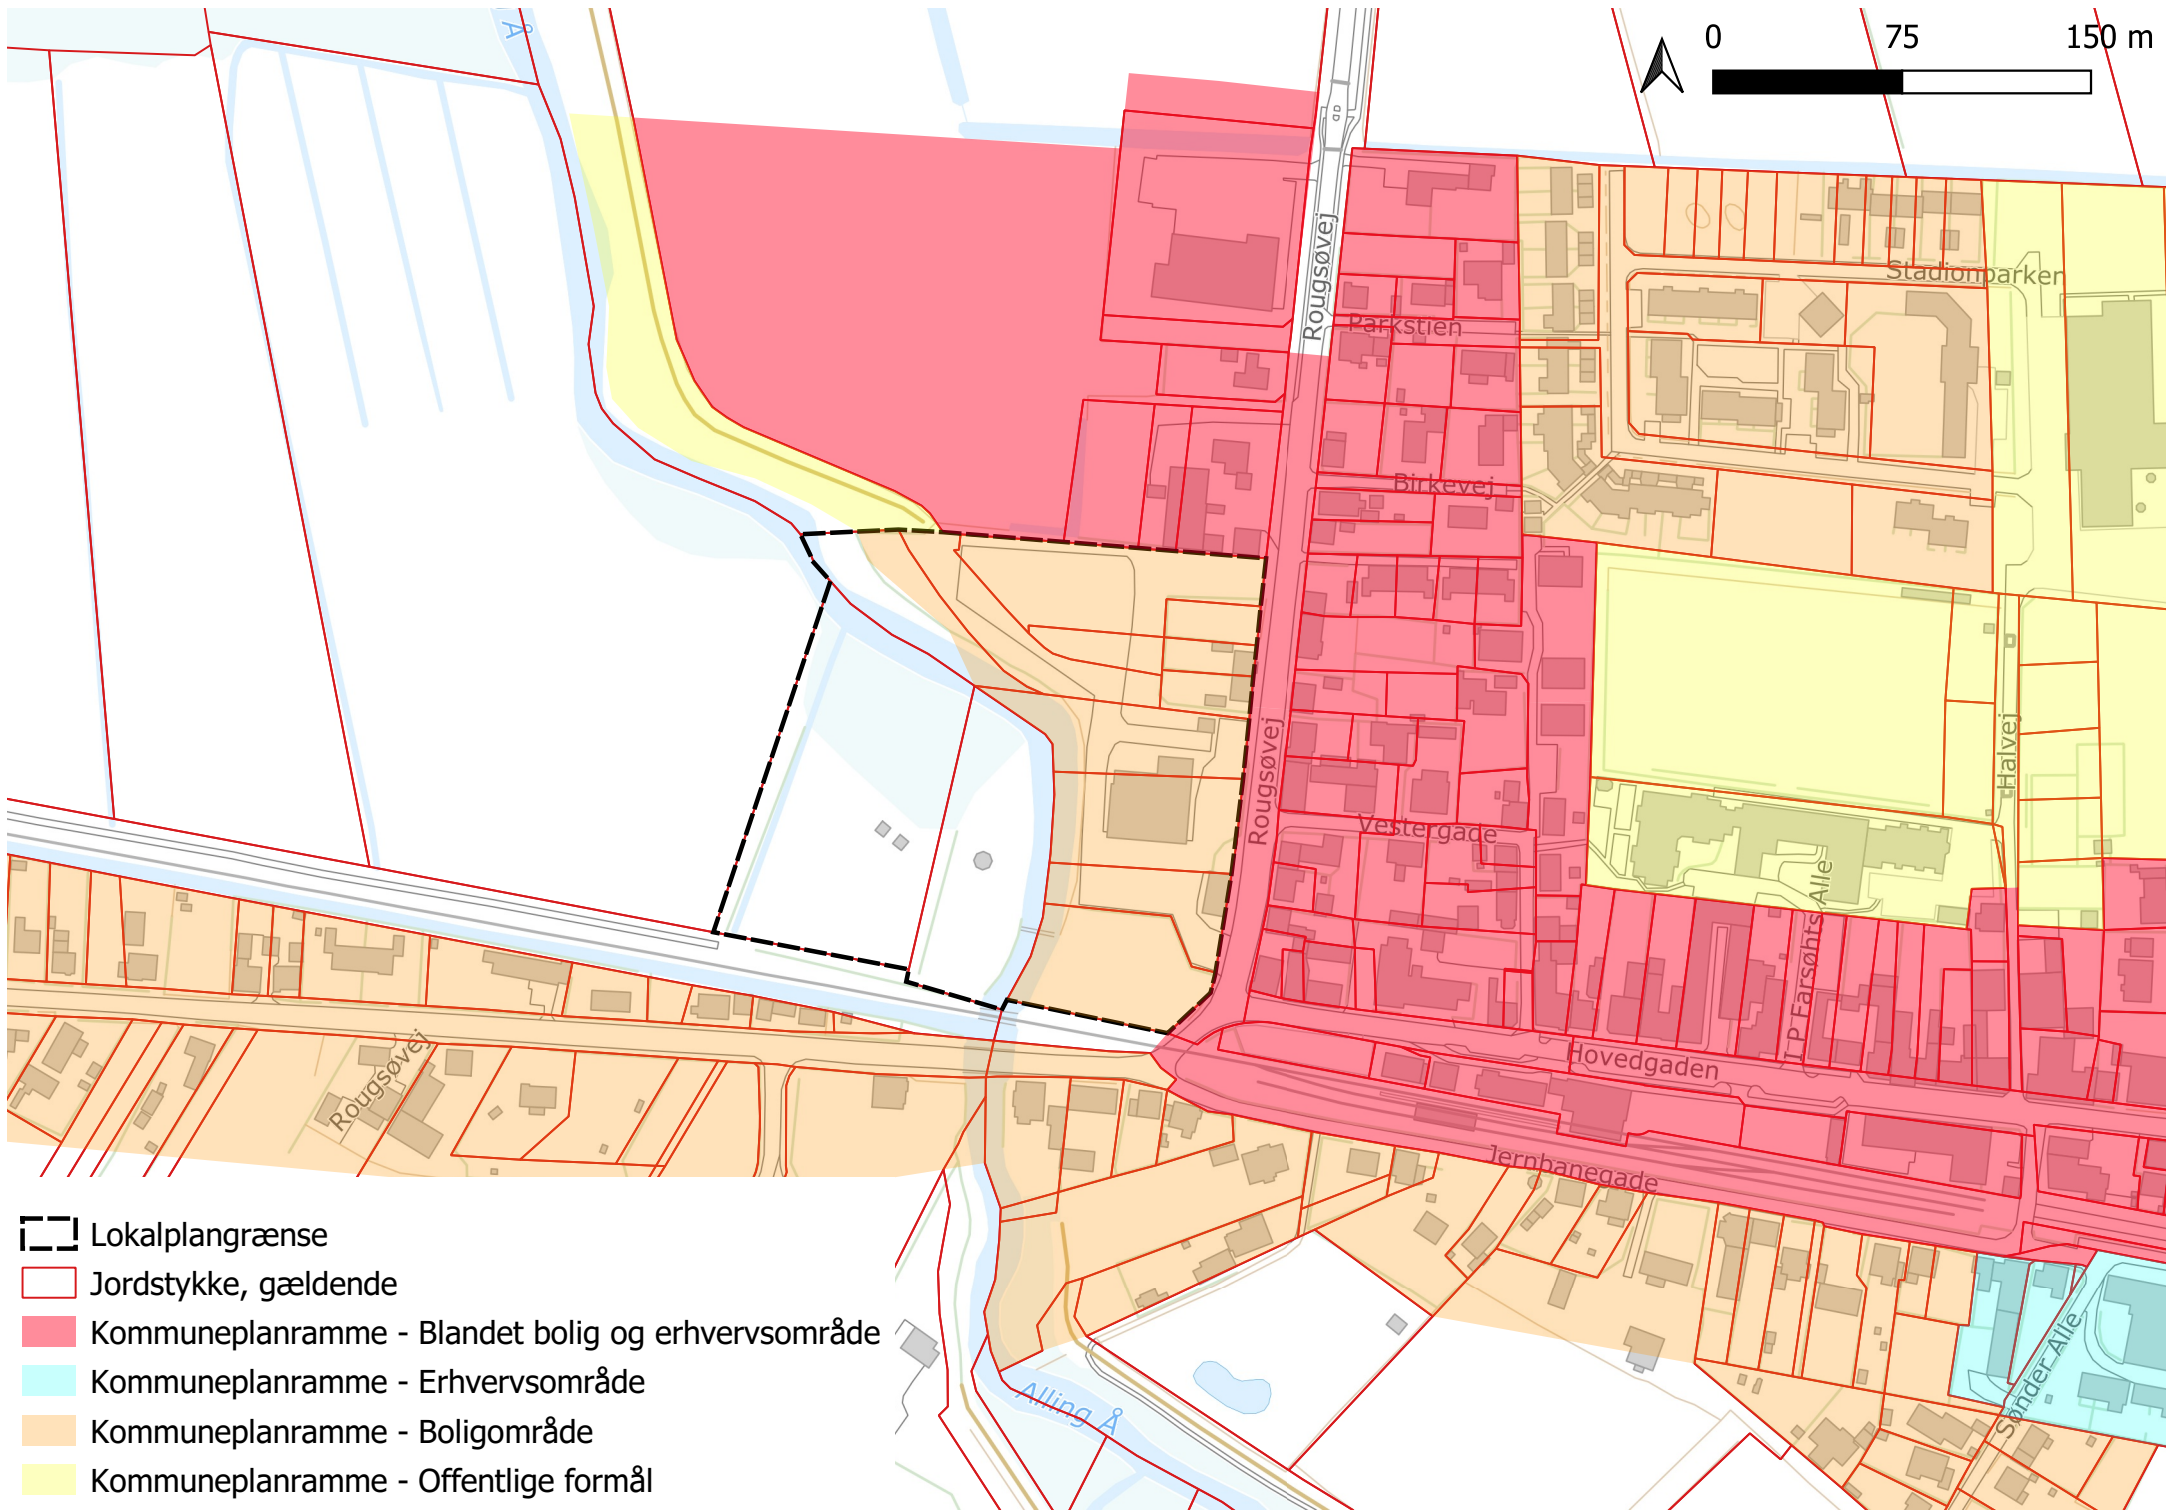 Å
0 75 150 m
Rougsøvej
Stadionparken
Parkstien
Birkevej
Rougsøvej
Halvej
Vestergade
I P Farsøhts Alle
Hovedgaden
Rougsøvej
Jernbanegade
Sønder Alle
Alling Å
Lokalplangrænse
Jordstykke, gældende
Kommuneplanramme - Blandet bolig og erhvervsområde
Kommuneplanramme - Erhvervsområde
Kommuneplanramme - Boligområde
Kommuneplanramme - Offentlige formål